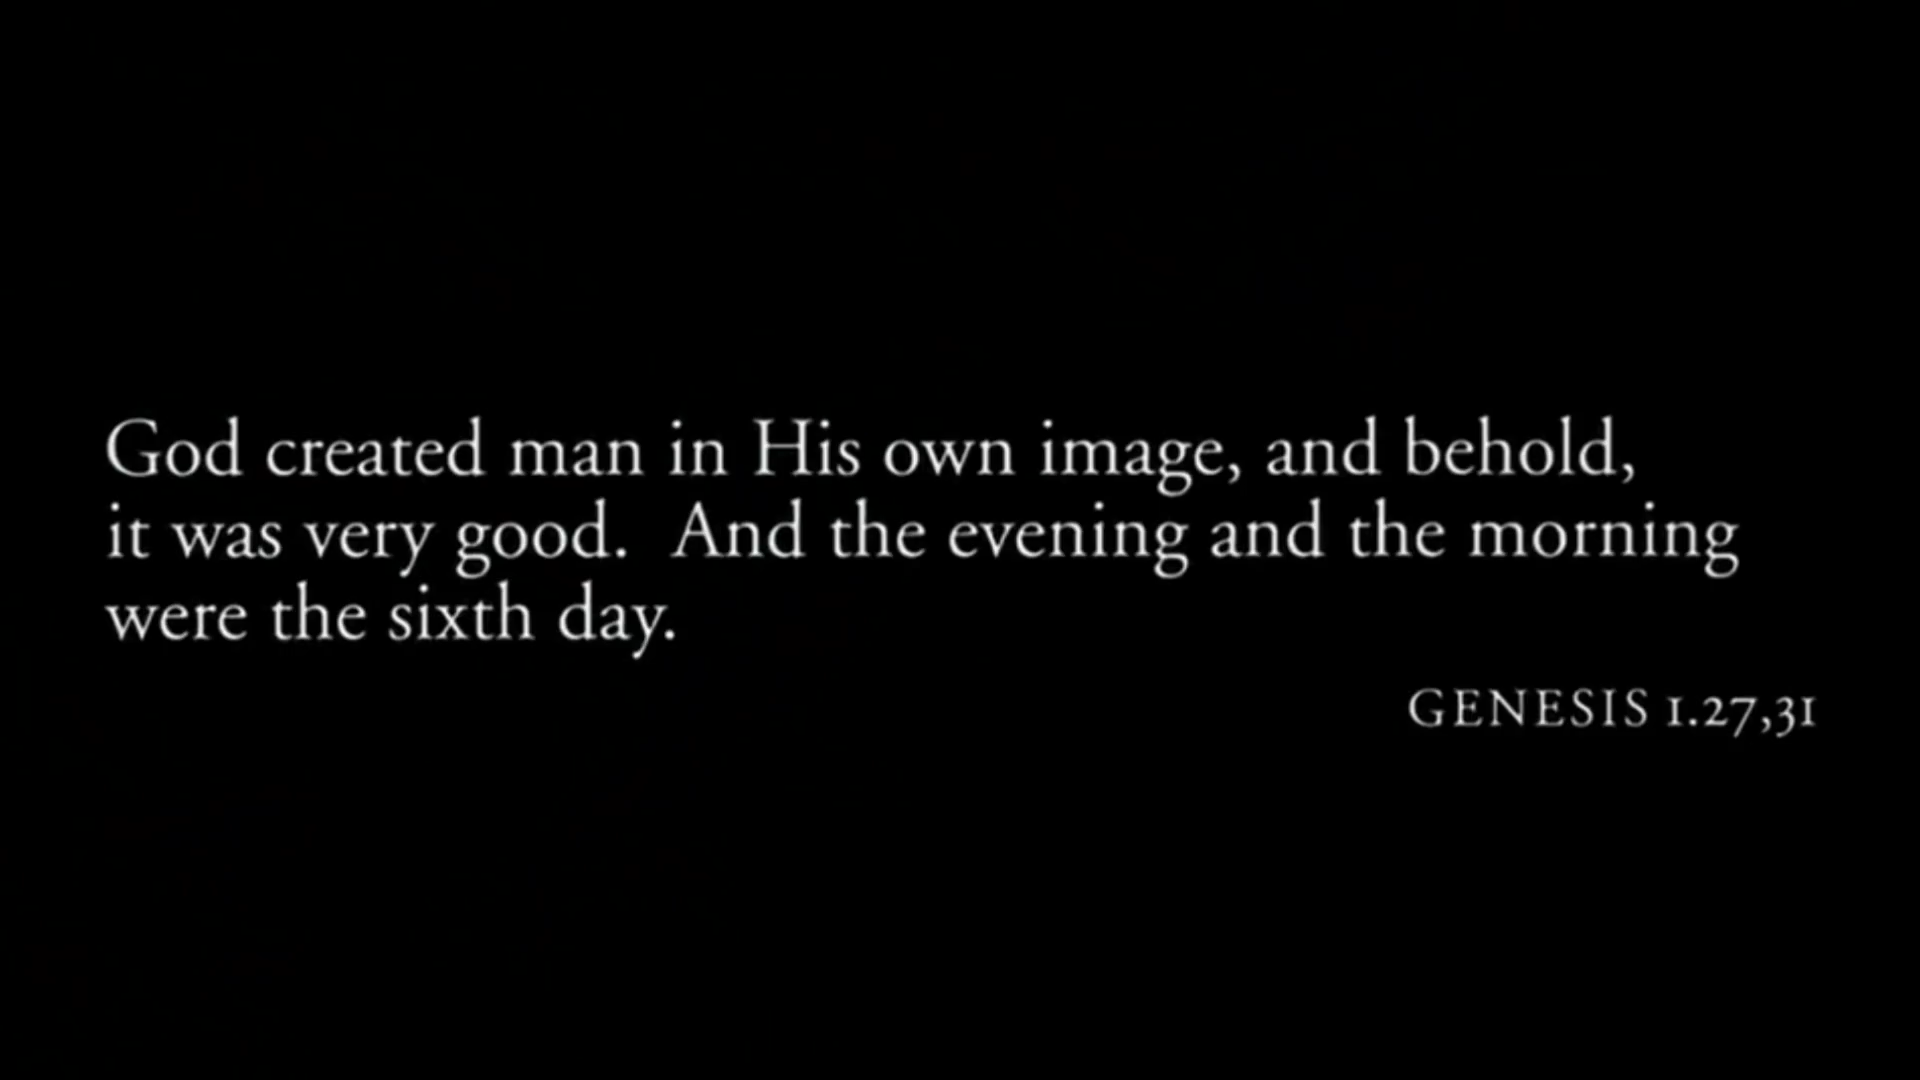 God created man in His own image, and behold,
it was very good.  And the evening and the morning
were the sixth day.
GENESIS 1.27,31